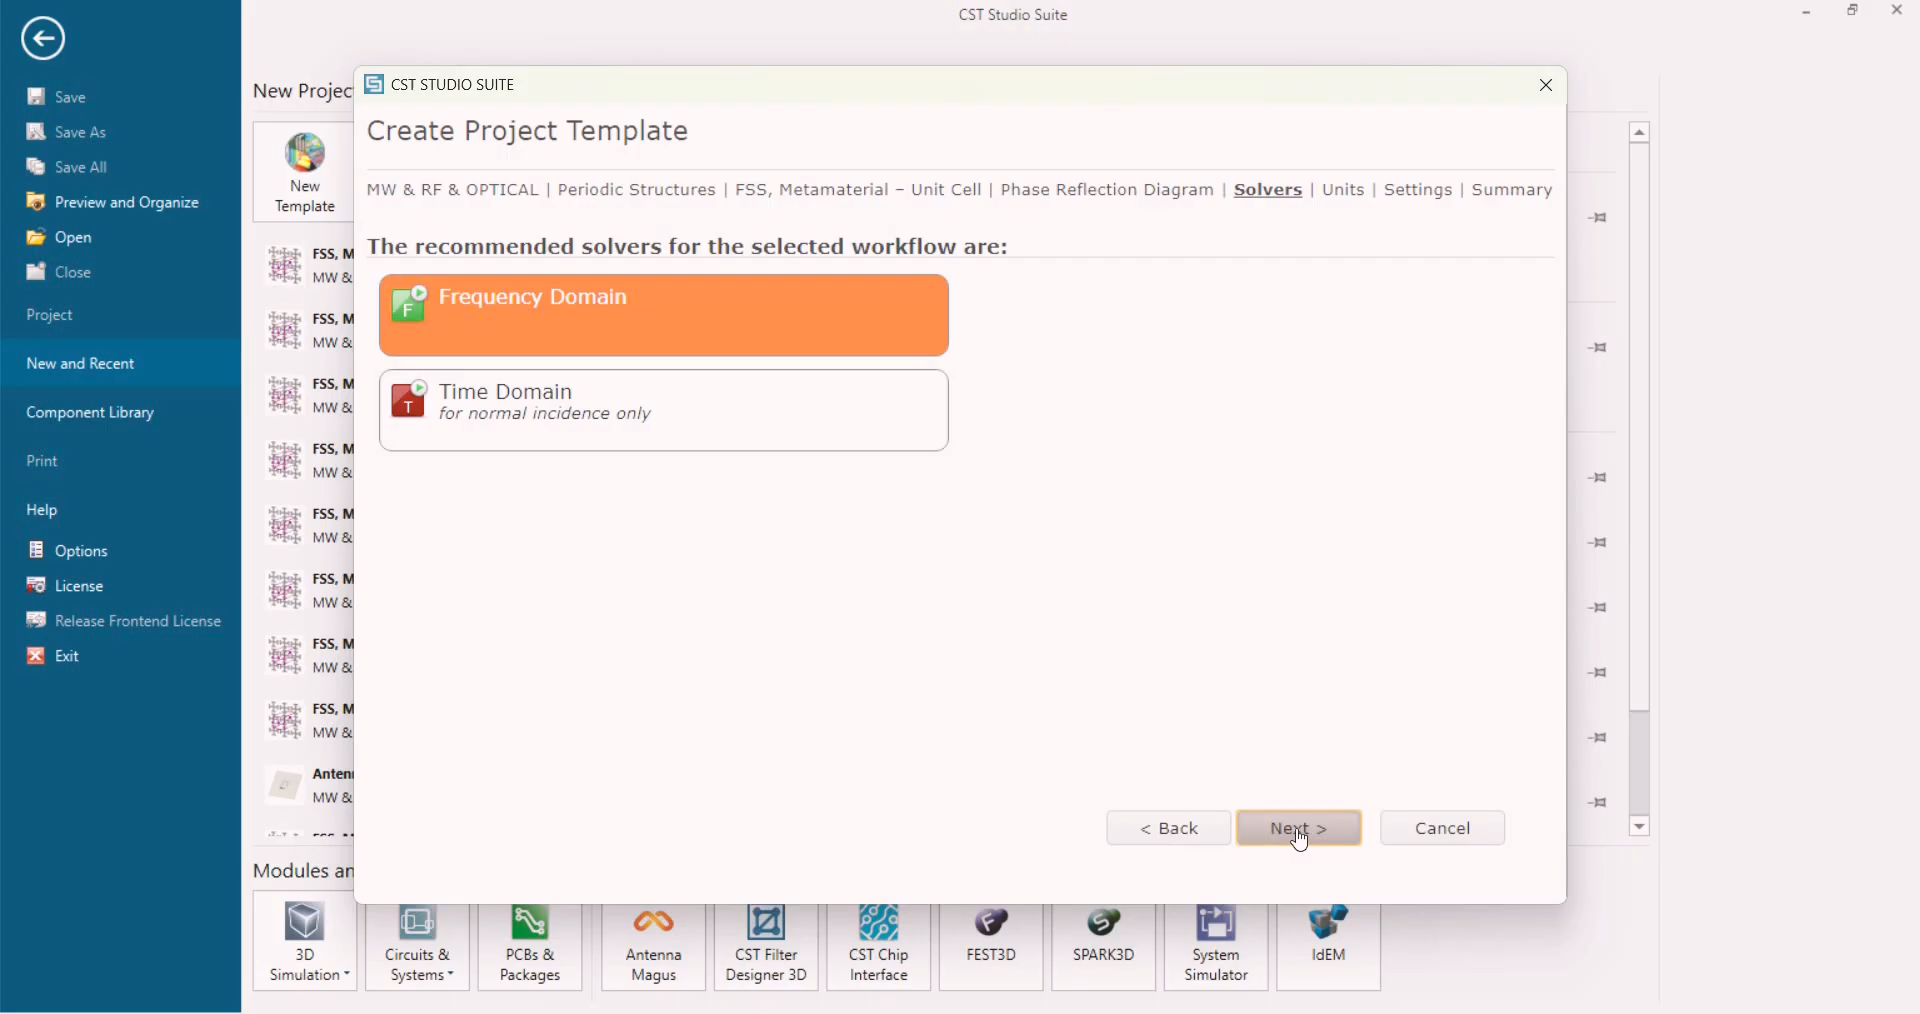 CST Studio Suite
Save
Save As
Save All
Preview and Organize
Open
Close
Project
New and Recent
Component Library
Print
Help
Options
License
Release Frontend License
Exit
New Projec
New
Template
FSS, M
MW &
FSS, M
MW &
FSS, M
MW &
FSS, M
MW &
FSS, M
MW &
FSS, M
MW &
FSS, M
MW &
FSS, M
MW &
Anten
MW &
CST STUDIO SUITE
Create Project Template
MW & RF & OPTICAL | Periodic Structures | FSS, Metamaterial – Unit Cell | Phase Reflection Diagram | Solvers | Units | Settings | Summary
The recommended solvers for the selected workflow are:
F
Frequency Domain
T
Time Domain
for normal incidence only
< Back
Next >
Cancel
Modules an
3D
Simulation
Circuits &
Systems
PCBs &
Packages
Antenna
Magus
CST Filter
Designer 3D
CST Chip
Interface
FEST3D
SPARK3D
System
Simulator
IdEM